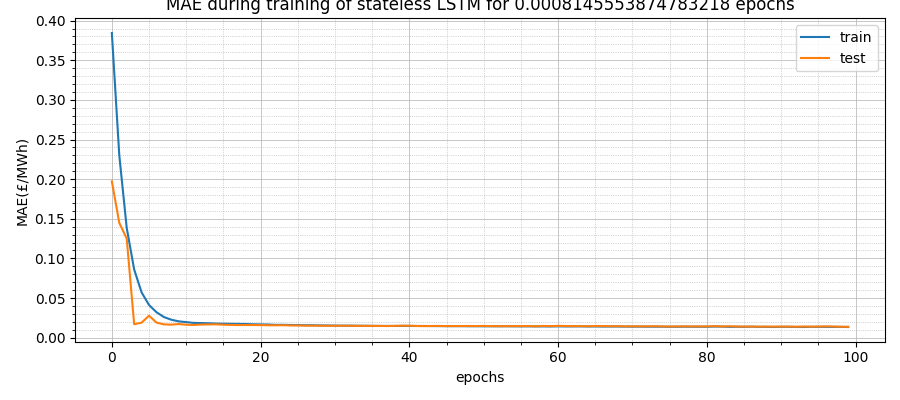 MAE during training of stateless LSTM for 0.0008145553874783218 epochs
train
test
MAE(£/MWh)
0.40
0.35
0.30
0.25
0.20
0.15
0.10
0.05
0.00
0 20 40 60 80 100
epochs